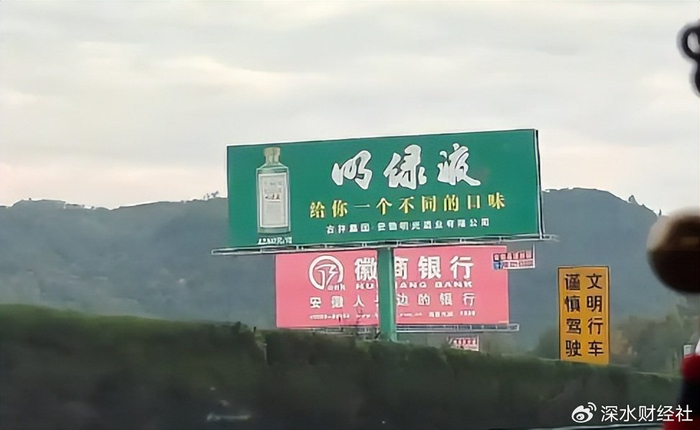 明绿液
给你一个不同的口味
古井集团·安徽明光酒业有限公司
徽商银行
HUISHANG BANK
安徽人身边的银行
文明行车
谨慎驾驶
深水财经社